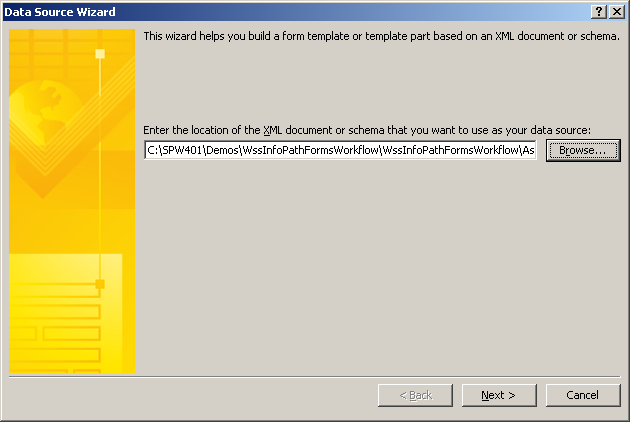 Data Source Wizard
This wizard helps you build a form template or template part based on an XML document or schema.
Enter the location of the XML document or schema that you want to use as your data source:
C:\SPW401\Demos\WssInfoPathFormsWorkflow\WssInfoPathFormsWorkflow\As
Browse...
< Back
Next >
Cancel